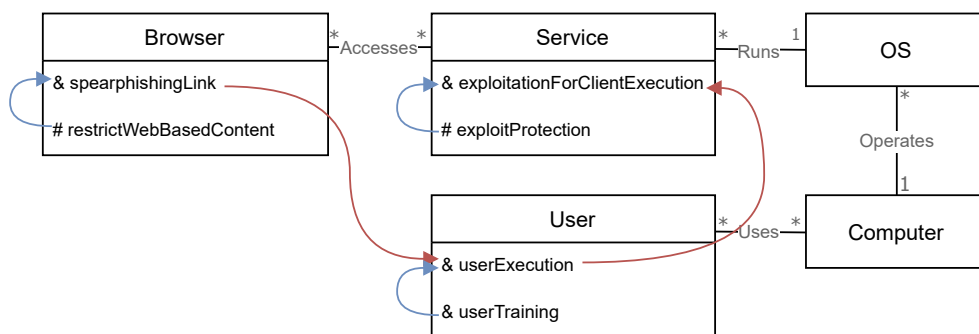 Browser
* Accesses *
Service
* Runs 1
OS
& spearphishingLink
# restrictWebBasedContent
& exploitationForClientExecution
# exploitProtection
*
Operates
1
User
* Uses *
Computer
& userExecution
& userTraining